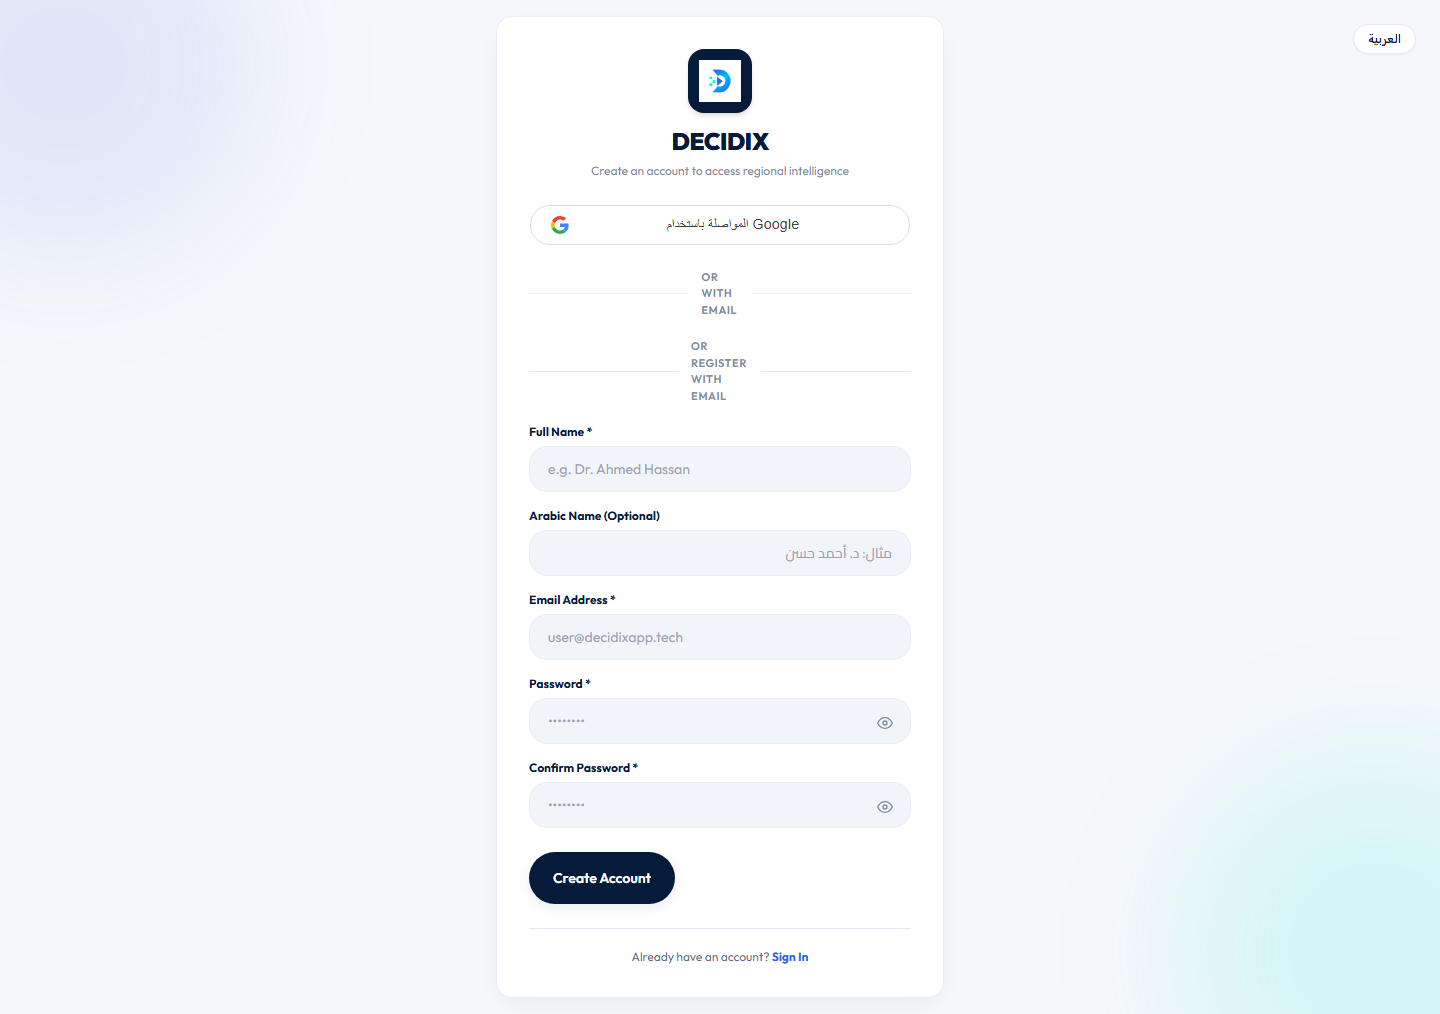 العربية
DECIDIX
Create an account to access regional intelligence
المواصلة باستخدام Google
OR
WITH
EMAIL
OR
REGISTER
WITH
EMAIL
Full Name *
e.g. Dr. Ahmed Hassan
Arabic Name (Optional)
مثال: د. أحمد حسن
Email Address *
user@decidixapp.tech
Password *
••••••••
Confirm Password *
••••••••
Create Account
Already have an account? Sign In